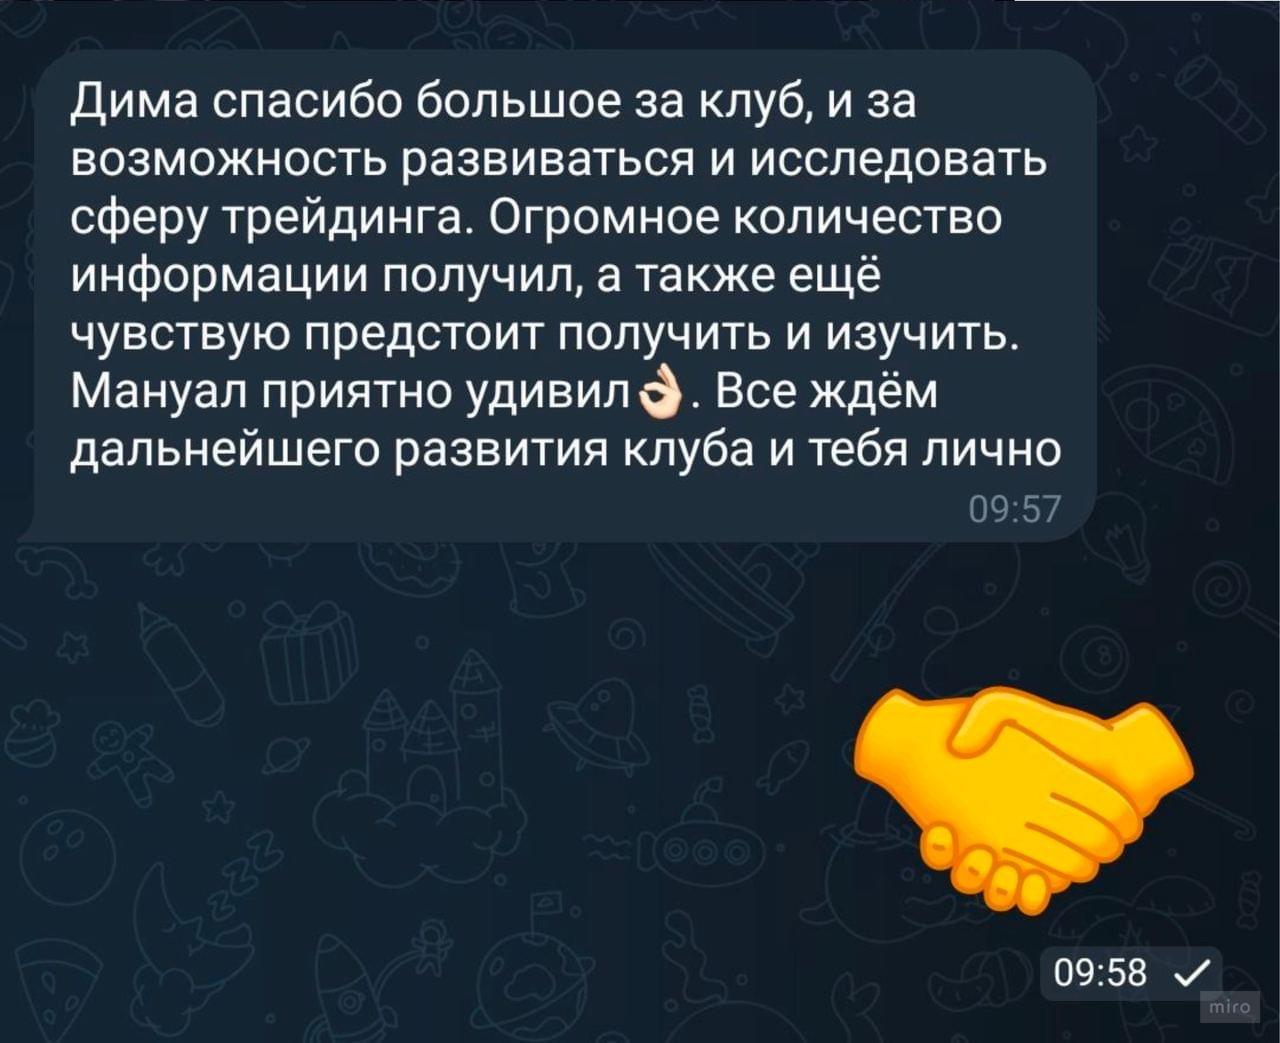 Дима спасибо большое за клуб, и за
возможность развиваться и исследовать
сферу трейдинга. Огромное количество
информации получил, а также ещё
чувствую предстоит получить и изучить.
Мануал приятно удивил👌🏻. Все ждём
дальнейшего развития клуба и тебя лично
09:57
09:58
miro